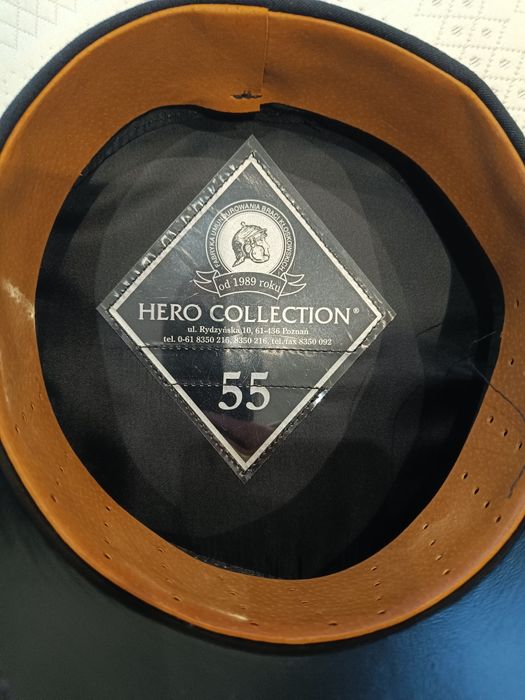 FABRYKA UMUNDUROWANIA BRACI KŁOSKOWSKICH
od 1989 roku
HERO COLLECTION®
ul. Rydzyńska 10, 61-436 Poznań
tel. 0-61 8350 215, 8350 216, tel./fax 8350 092
55